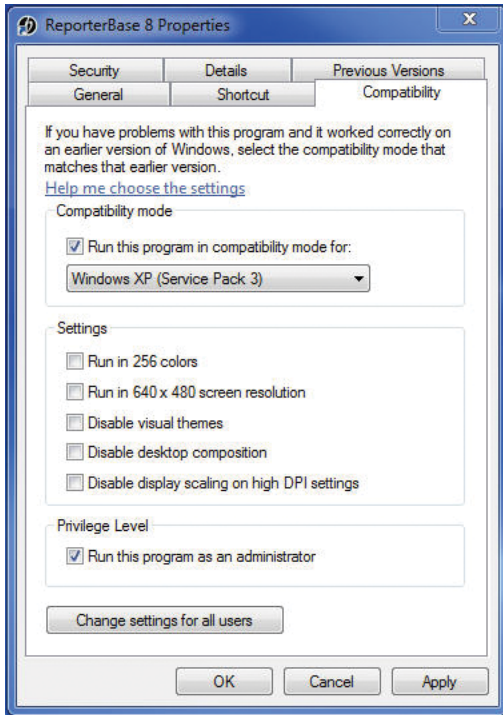 ReporterBase 8 Properties
Security Details Previous Versions
General Shortcut Compatibility
If you have problems with this program and it worked correctly on
an earlier version of Windows, select the compatibility mode that
matches that earlier version.
Help me choose the settings
Compatibility mode
Run this program in compatibility mode for:
Windows XP (Service Pack 3)
Settings
Run in 256 colors
Run in 640 x 480 screen resolution
Disable visual themes
Disable desktop composition
Disable display scaling on high DPI settings
Privilege Level
Run this program as an administrator
Change settings for all users
OK Cancel Apply